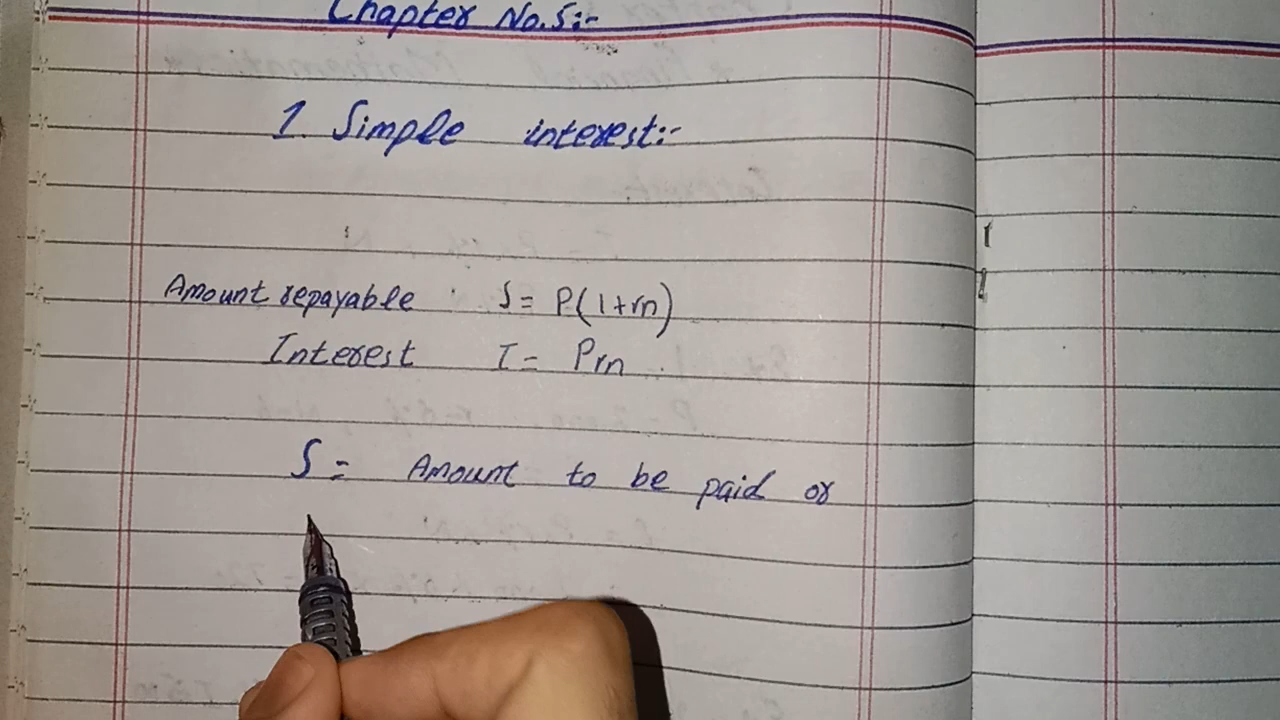 Chapter No.5:-
1. Simple interest:-
Amount repayable S= P(1+rn)
Interest I= Prn
S= Amount to be paid or